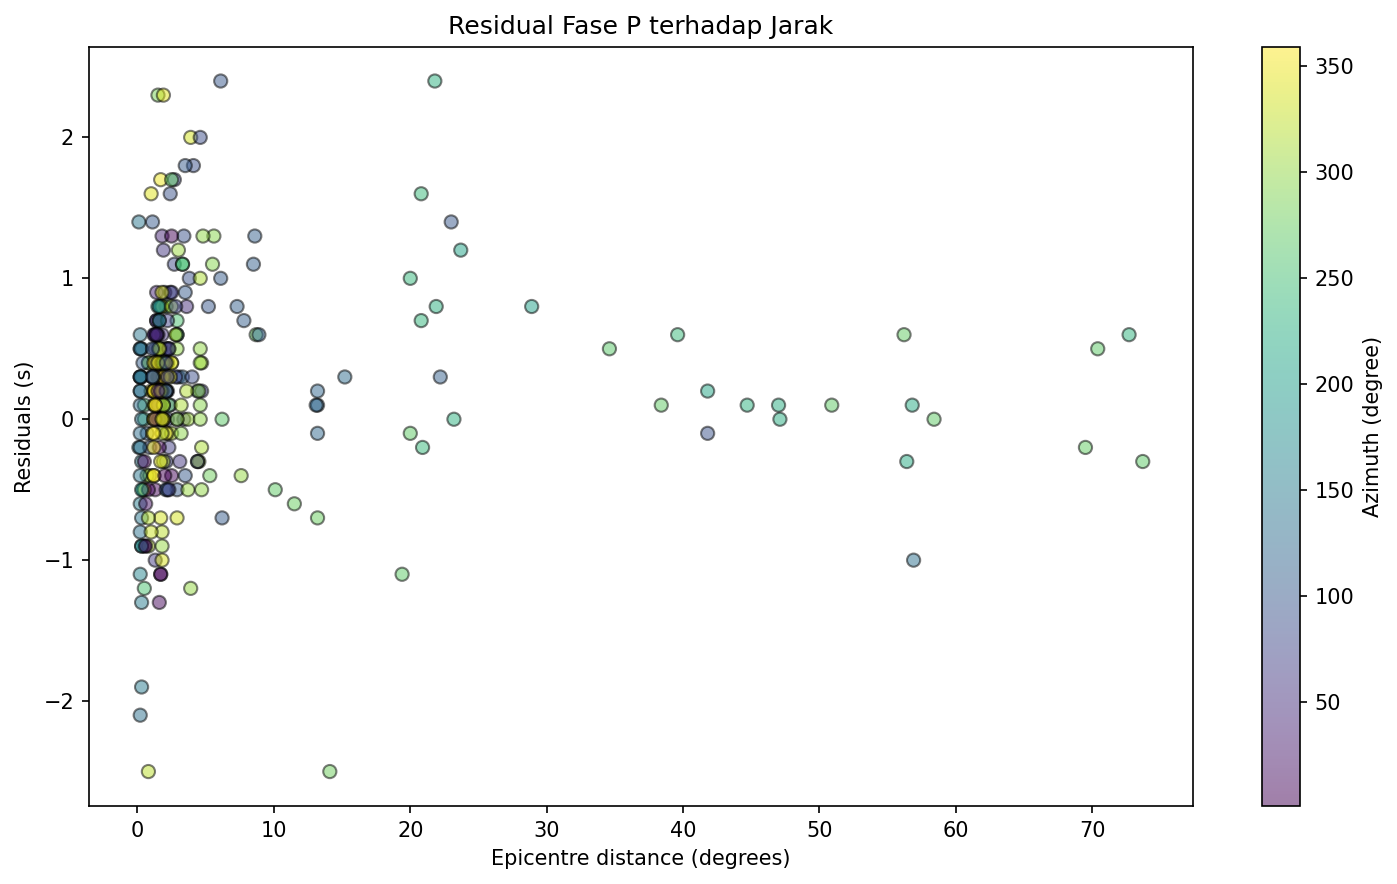 Residual Fase P terhadap Jarak
2
1
0
−1
−2
Residuals (s)
0 10 20 30 40 50 60 70
Epicentre distance (degrees)
350
300
250
200
150
100
50
Azimuth (degree)